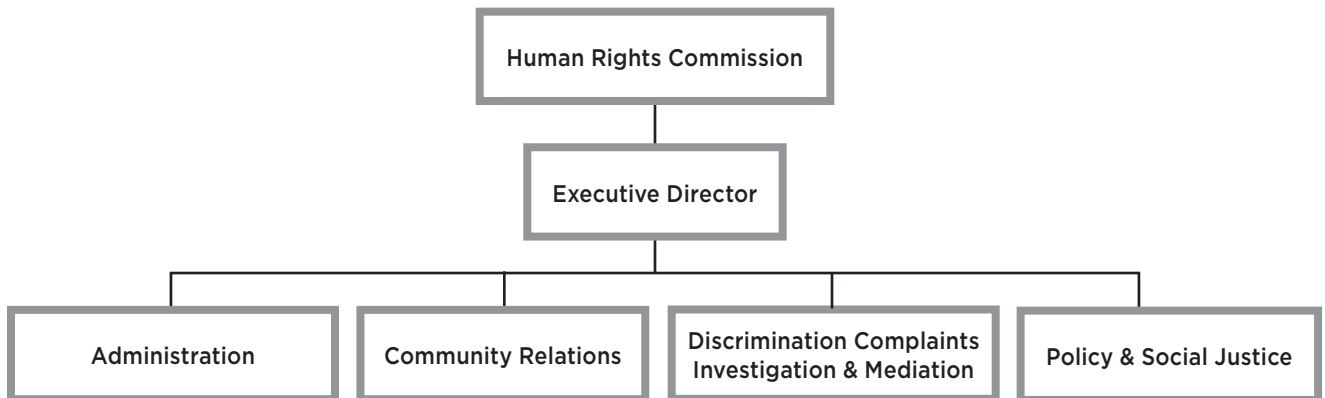 Human Rights Commission
Executive Director
Administration
Community Relations
Discrimination Complaints
Investigation & Mediation
Policy & Social Justice